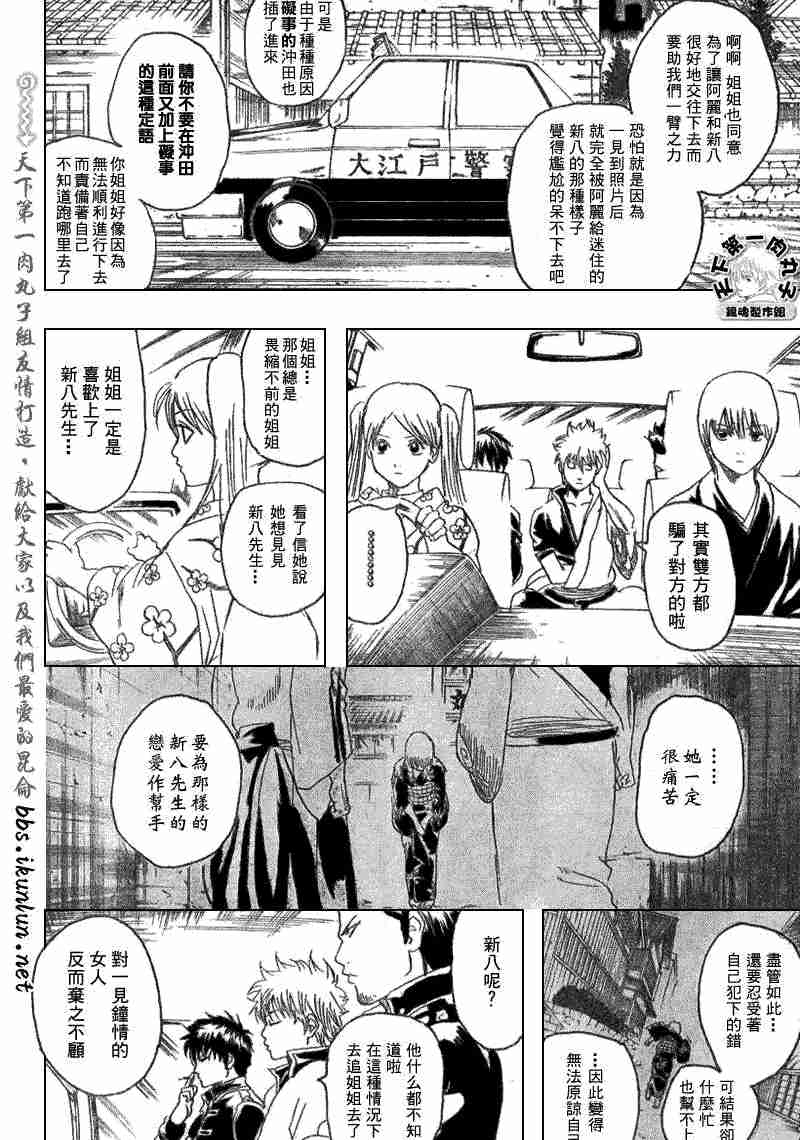 啊啊 姐姐也同意
為了讓阿麗和新八
很好地交往下去而
要助我們一臂之力
恐怕就是因為
一見到照片后
就完全被阿麗給迷住的
新八的那種樣子
覺得尷尬的呆不下去吧
可是
由于種種原因
礙事的沖田也
插了進來
請你不要在沖田
前面又加上礙事
的這種定語
你姐姐好像因為
無法順利進行下去
而責備著自己
不知道跑哪里去了
大江戸警
天下第一肉丸子
銀魂製作組
其實雙方都
騙了對方的啦
………
姐姐…
那個總是
畏縮不前的姐姐
看了信她說
她想見見
新八先生…
姐姐一定是
喜歡上了
新八先生…
……
她一定
很痛苦
要為那樣的
新八先生的
戀愛作幫手
盡管如此…
還要忍受著
自己犯下的錯
可結果卻
什麼忙
也幫不上
…因此變得
無法原諒自己
新八呢?
他什么都不知
道啦
在這種情況下
去追姐姐去了
對一見鐘情的
女人
反而棄之不顧
天下第一肉丸子組友情打造,獻給大家以及我們最愛的昆侖 bbs.ikunlun.net